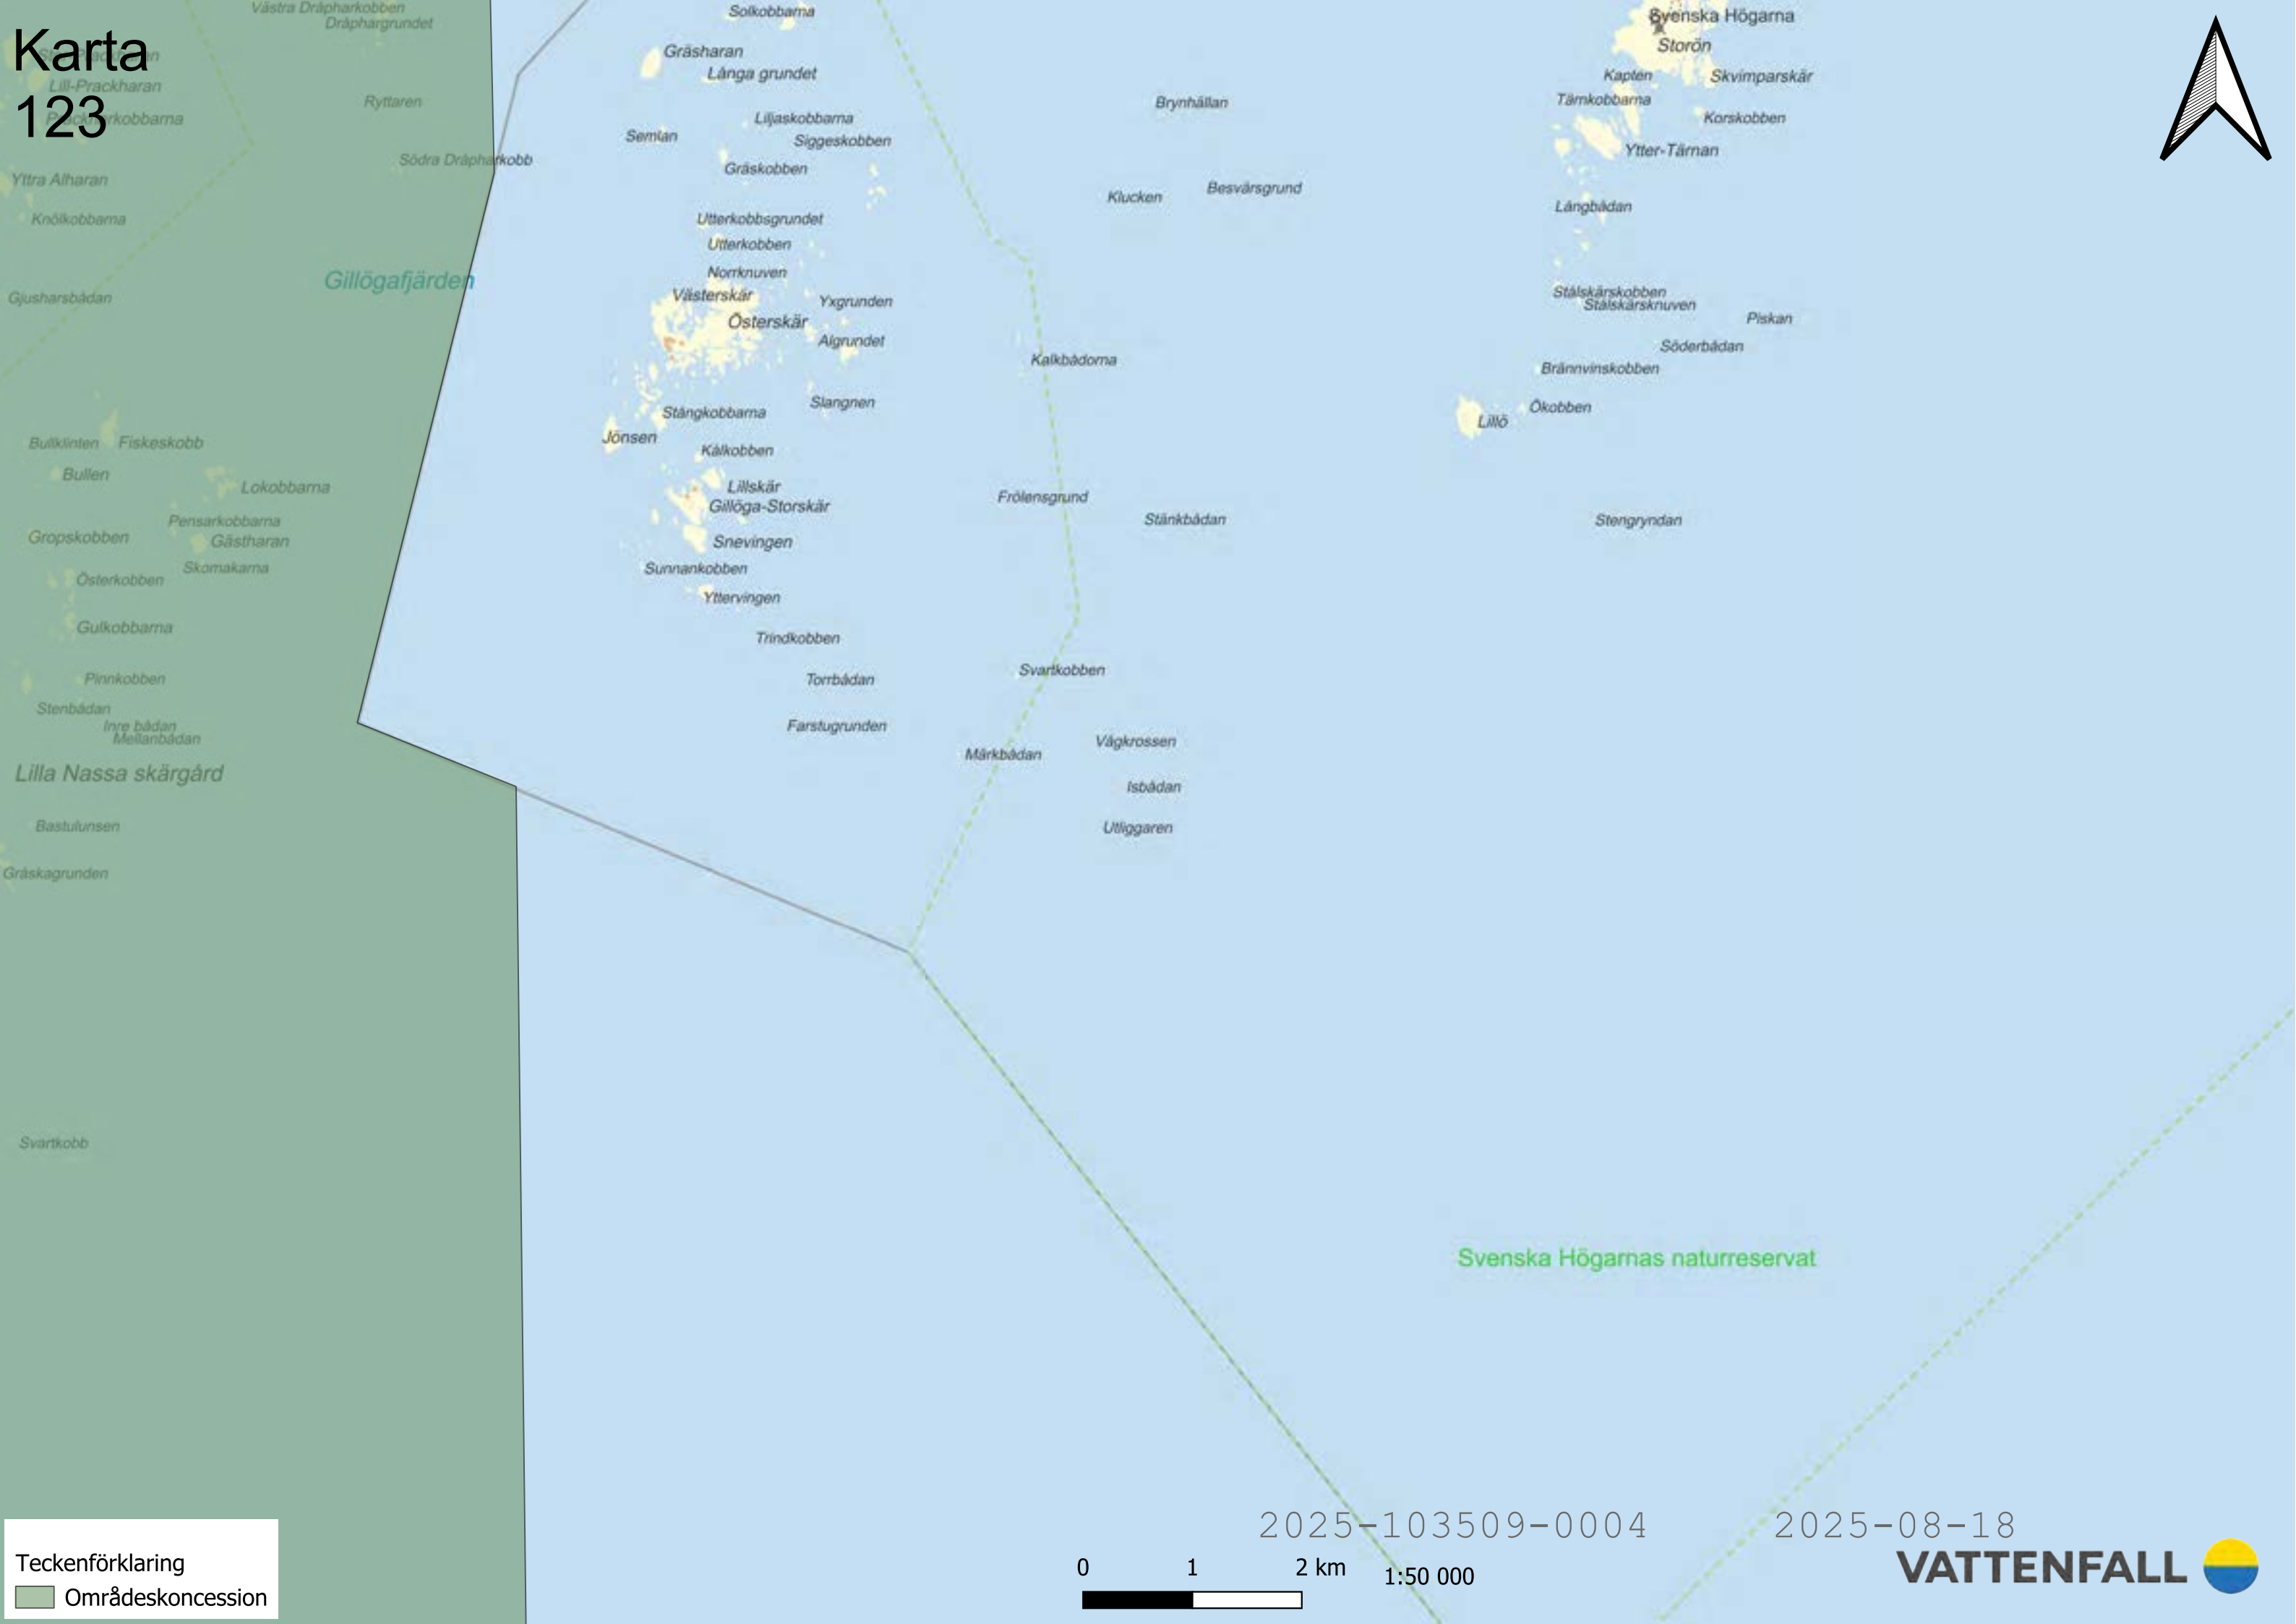 Karta
123
Västra Dräpharkobben
Dräphargrundet
Lill-Prackharan
Ryttaren
Södra Dräpharkobb
Yttra Alharan
Knölkobbarna
Gillögafjärden
Gjusharsbådan
Bullklinten
Fiskeskobb
Bullen
Lokobbarna
Pensarkobbarna
Gropskobben
Gästharan
Skomakarna
Österkobben
Gulkobbarna
Pinnkobben
Stenbådan
Inre bådan
Mellanbådan
Lilla Nassa skärgård
Bastulunsen
Gråskagrunden
Svartkobb
Solkobbarna
Gräsharan
Långa grundet
Liljaskobbarna
Semlan
Siggeskobben
Gråskobben
Utterkobbsgrundet
Utterkobben
Norrknuven
Västerskär
Yxgrunden
Österskär
Algrundet
Slangnen
Stångkobbarna
Jönsen
Kålkobben
Lillskär
Gillöga-Storskär
Snevingen
Sunnankobben
Yttervingen
Trindkobben
Torrbådan
Farstugrunden
Brynhällan
Klucken
Besvärsgrund
Kalkbådorna
Frölensgrund
Stänkbådan
Svartkobben
Märkbådan
Vågkrossen
Isbådan
Utliggaren
Svenska Högarna
Storön
Kapten
Skvimparskär
Tärnkobbarna
Korskobben
Ytter-Tärnan
Långbådan
Stålskärskobben
Stålskärsknuven
Piskan
Söderbådan
Brännvinskobben
Ökobben
Lillö
Stengryndan
Svenska Högarnas naturreservat
2025-103509-0004
2025-08-18
0 1 2 km
1:50 000
VATTENFALL
Teckenförklaring
Områdeskoncession